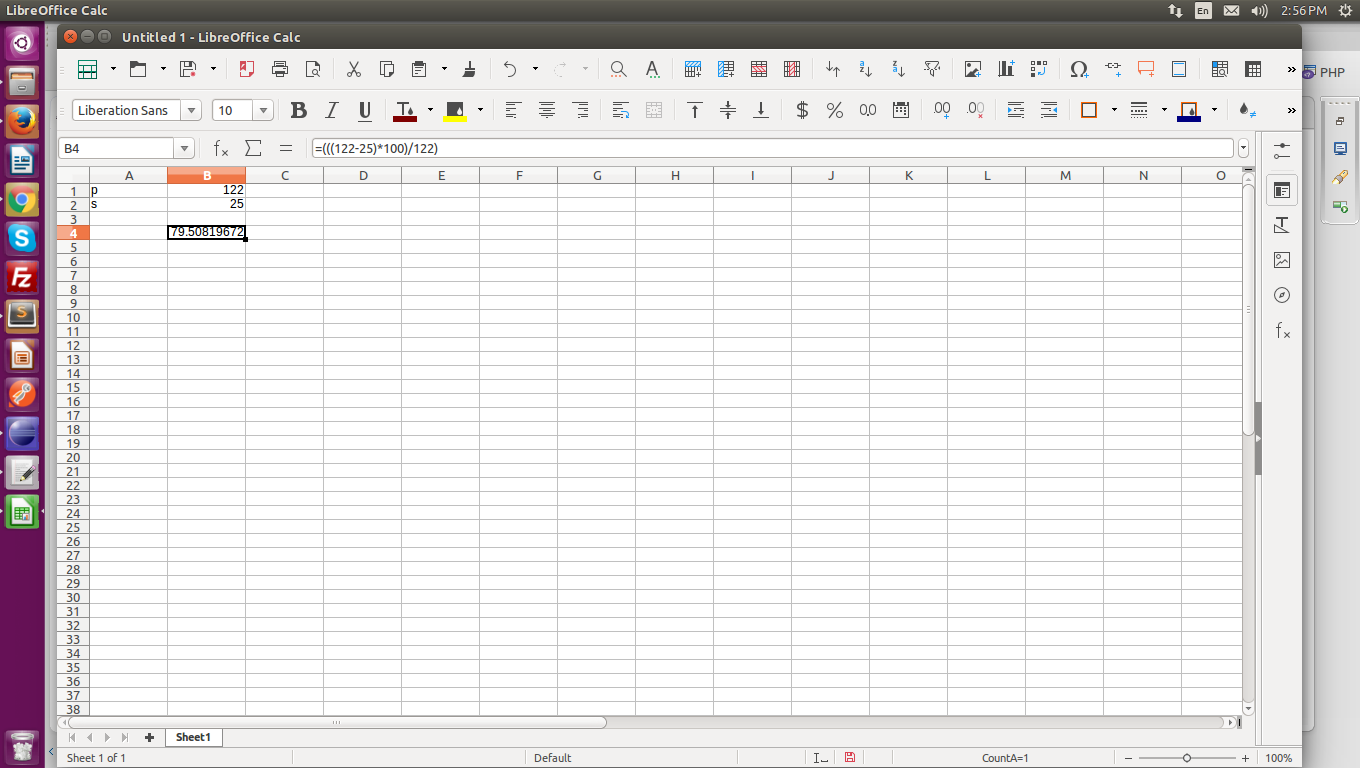 LibreOffice Calc
En
2:56 PM
Untitled 1 - LibreOffice Calc
PHP
Liberation Sans
10
B4
=(((122-25)*100)/122)
A B C D E F G H I J K L M N O
1 p 122
2 s 25
3
4 79.50819672
5
6
7
8
9
10
11
12
13
14
15
16
17
18
19
20
21
22
23
24
25
26
27
28
29
30
31
32
33
34
35
36
37
38
Sheet1
Sheet 1 of 1
Default
CountA=1
100%